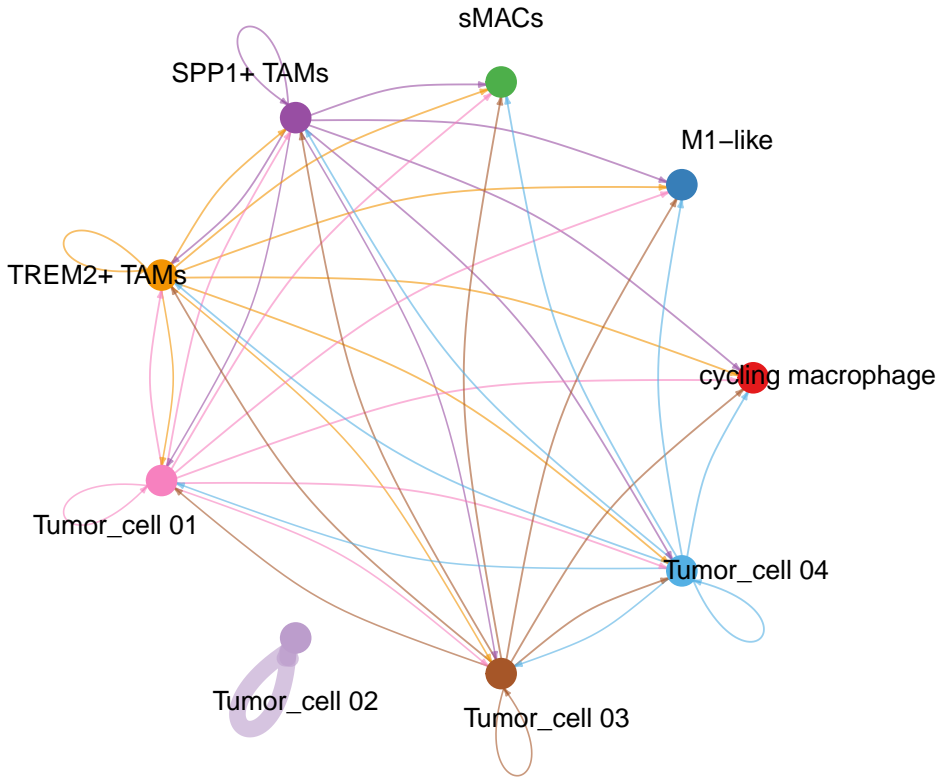 sMACs
SPP1+ TAMs
M1–like
TREM2+ TAMs
cycling macrophage
Tumor_cell 01
Tumor_cell 04
Tumor_cell 02
Tumor_cell 03